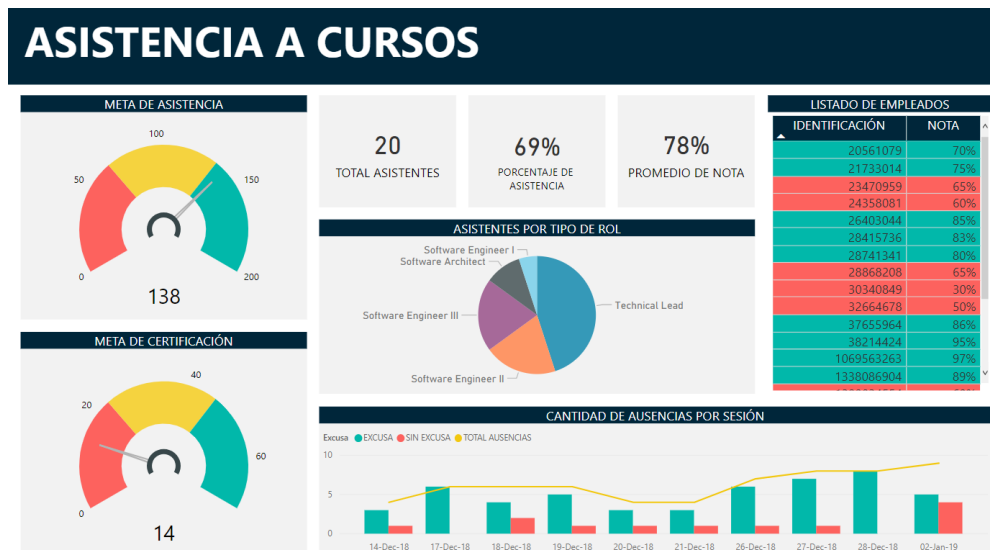 ASISTENCIA A CURSOS
META DE ASISTENCIA
0
50
100
150
200
138
META DE CERTIFICACIÓN
0
20
40
60
14
20
TOTAL ASISTENTES
69%
PORCENTAJE DE
ASISTENCIA
78%
PROMEDIO DE NOTA
ASISTENTES POR TIPO DE ROL
Software Engineer I
Software Architect
Software Engineer III
Software Engineer II
Technical Lead
LISTADO DE EMPLEADOS
IDENTIFICACIÓN NOTA
20561079 70%
21733014 75%
23470959 65%
24358081 60%
26403044 85%
28415736 83%
28741341 80%
28868208 65%
30340849 30%
32664678 50%
37655964 86%
38214424 95%
1069563263 97%
1338086904 89%
CANTIDAD DE AUSENCIAS POR SESIÓN
Excusa EXCUSA SIN EXCUSA TOTAL AUSENCIAS
10
5
0
14-Dec-18 17-Dec-18 18-Dec-18 19-Dec-18 20-Dec-18 21-Dec-18 26-Dec-18 27-Dec-18 28-Dec-18 02-Jan-19